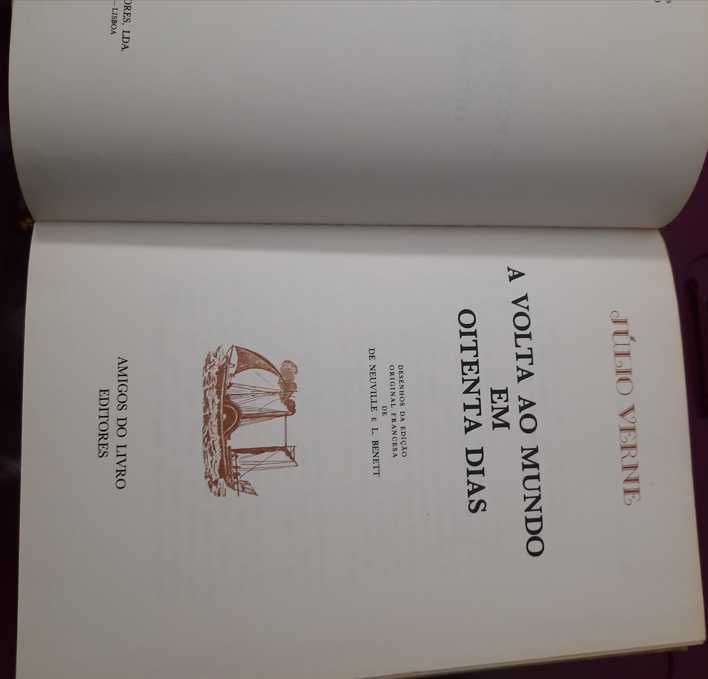 ORES, LDA.
— LISBOA
JÚLIO VERNE
A VOLTA AO MUNDO
EM
OITENTA DIAS
DESENHOS DA EDIÇÃO
ORIGINAL FRANCESA
DE
DE NEUVILLE E L. BENETT
AMIGOS DO LIVRO
EDITORES